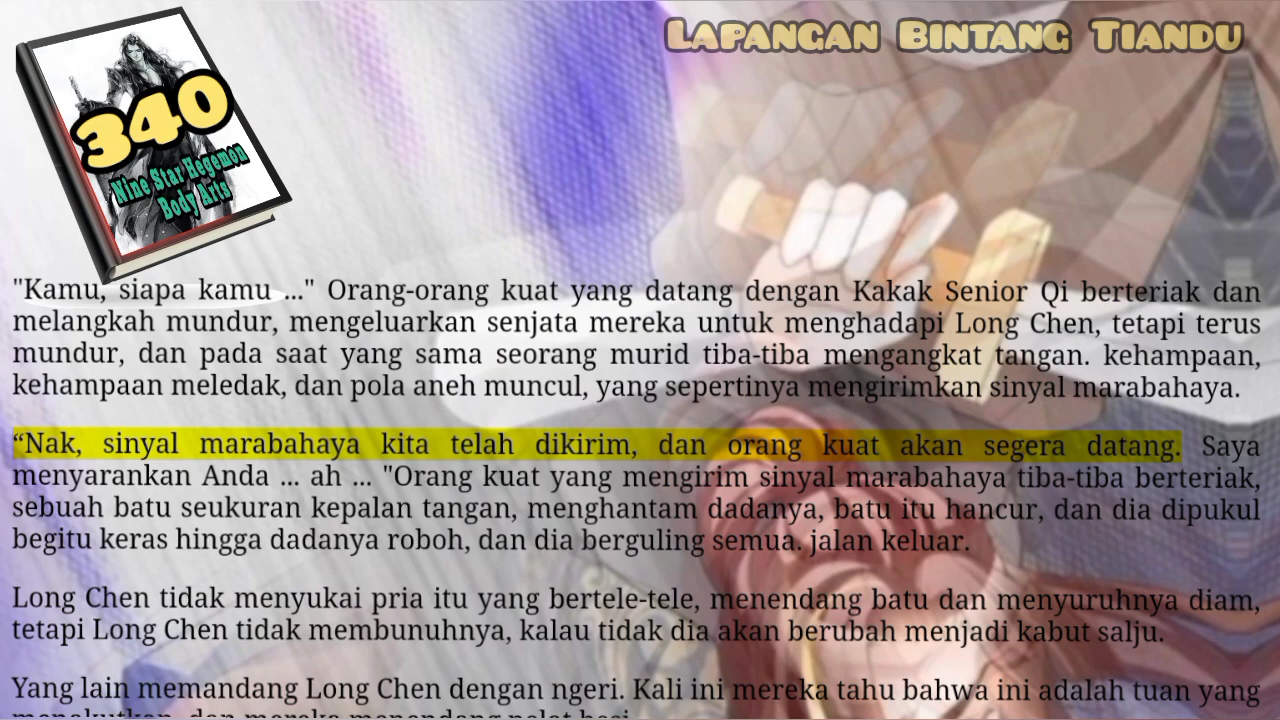 Lapangan Bintang Tiandu
340
Nine Star Hegemon
Body Arts
"Kamu, siapa kamu ..." Orang-orang kuat yang datang dengan Kakak Senior Qi berteriak dan
melangkah mundur, mengeluarkan senjata mereka untuk menghadapi Long Chen, tetapi terus
mundur, dan pada saat yang sama seorang murid tiba-tiba mengangkat tangan. kehampaan,
kehampaan meledak, dan pola aneh muncul, yang sepertinya mengirimkan sinyal marabahaya.
“Nak, sinyal marabahaya kita telah dikirim, dan orang kuat akan segera datang. Saya
menyarankan Anda ... ah ... "Orang kuat yang mengirim sinyal marabahaya tiba-tiba berteriak,
sebuah batu seukuran kepalan tangan, menghantam dadanya, batu itu hancur, dan dia dipukul
begitu keras hingga dadanya roboh, dan dia berguling semua. jalan keluar.
Long Chen tidak menyukai pria itu yang bertele-tele, menendang batu dan menyuruhnya diam,
tetapi Long Chen tidak membunuhnya, kalau tidak dia akan berubah menjadi kabut salju.
Yang lain memandang Long Chen dengan ngeri. Kali ini mereka tahu bahwa ini adalah tuan yang